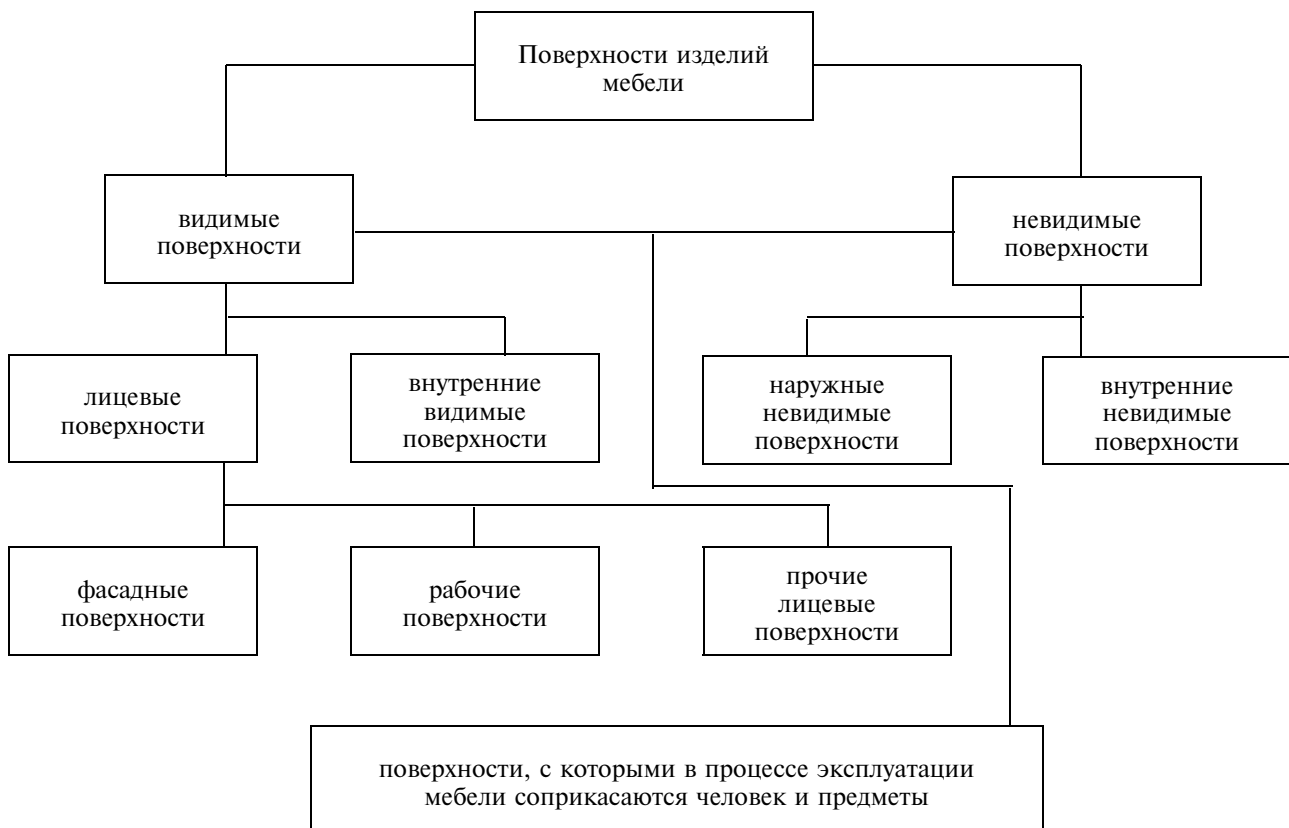 Поверхности изделий
мебели
видимые
поверхности
невидимые
поверхности
лицевые
поверхности
внутренние
видимые
поверхности
наружные
невидимые
поверхности
внутренние
невидимые
поверхности
фасадные
поверхности
рабочие
поверхности
прочие
лицевые
поверхности
поверхности, с которыми в процессе эксплуатации
мебели соприкасаются человек и предметы